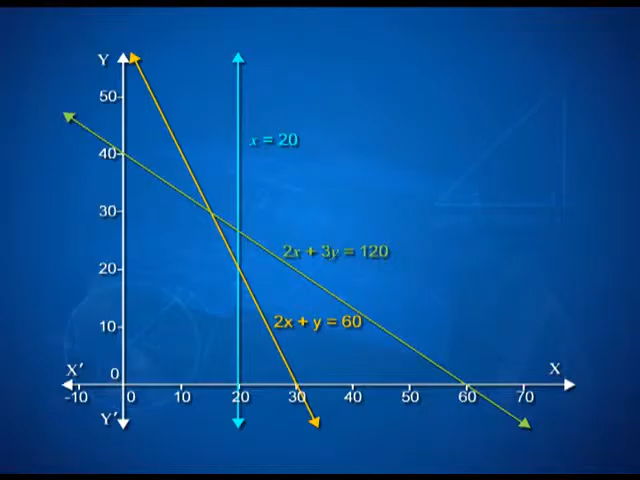 Y
50
x = 20
40
30
2x + 3y = 120
20
2x + y = 60
10
X′ 0 X
-10 0 10 20 30 40 50 60 70
Y′